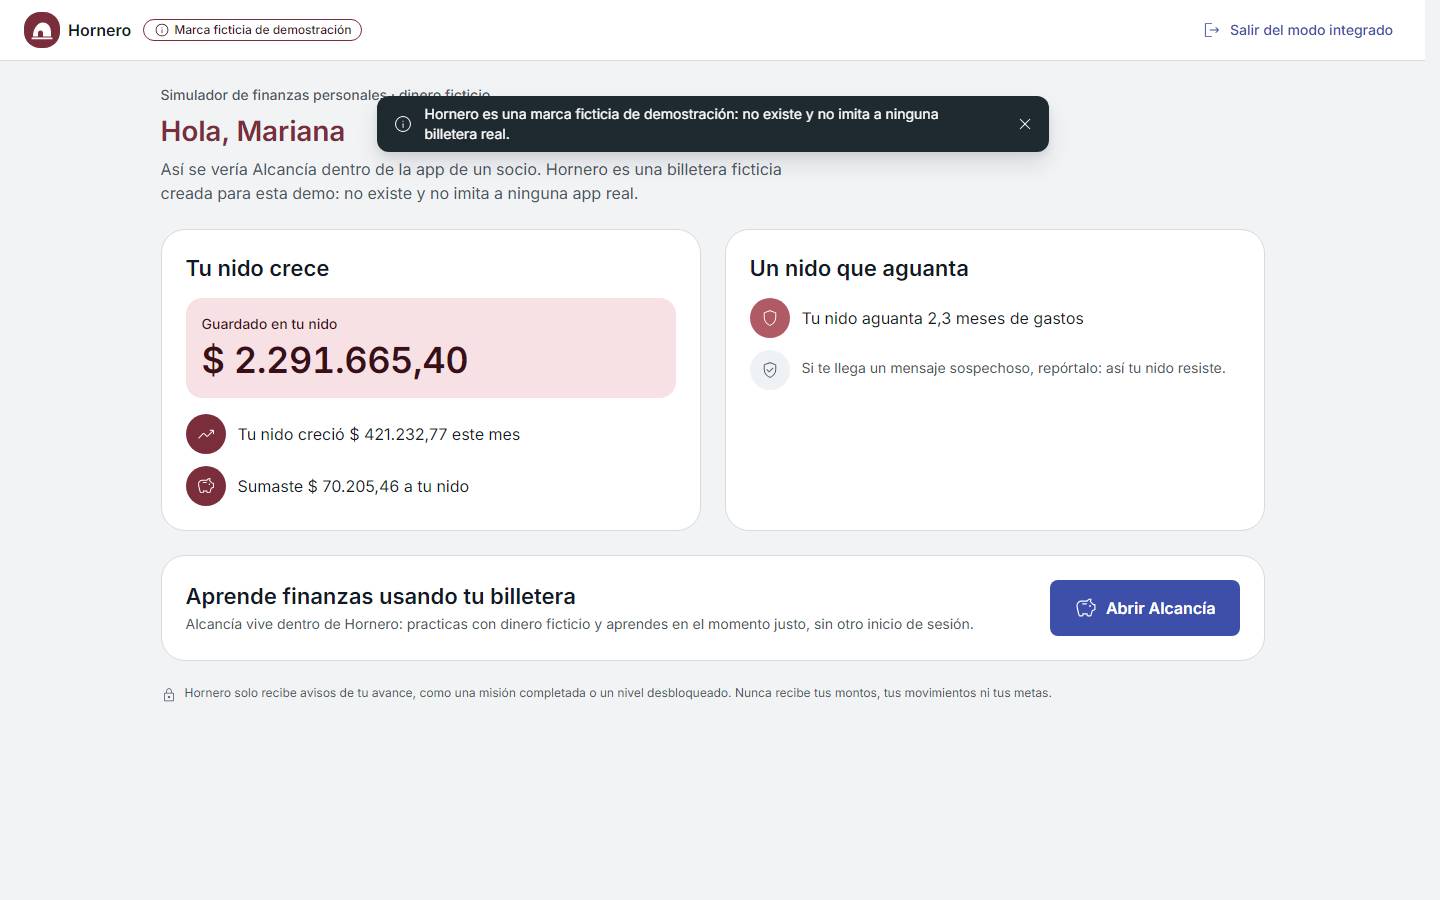 Hornero
Marca ficticia de demostración
Salir del modo integrado
Simulador de finanzas personales · dinero ficticio
Hornero es una marca ficticia de demostración: no existe y no imita a ninguna
billetera real.
Hola, Mariana
Así se vería Alcancía dentro de la app de un socio. Hornero es una billetera ficticia
creada para esta demo: no existe y no imita a ninguna app real.
Tu nido crece
Guardado en tu nido
$ 2.291.665,40
Tu nido creció $ 421.232,77 este mes
Sumaste $ 70.205,46 a tu nido
Un nido que aguanta
Tu nido aguanta 2,3 meses de gastos
Si te llega un mensaje sospechoso, repórtalo: así tu nido resiste.
Aprende finanzas usando tu billetera
Alcancía vive dentro de Hornero: practicas con dinero ficticio y aprendes en el momento justo, sin otro inicio de sesión.
Abrir Alcancía
Hornero solo recibe avisos de tu avance, como una misión completada o un nivel desbloqueado. Nunca recibe tus montos, tus movimientos ni tus metas.